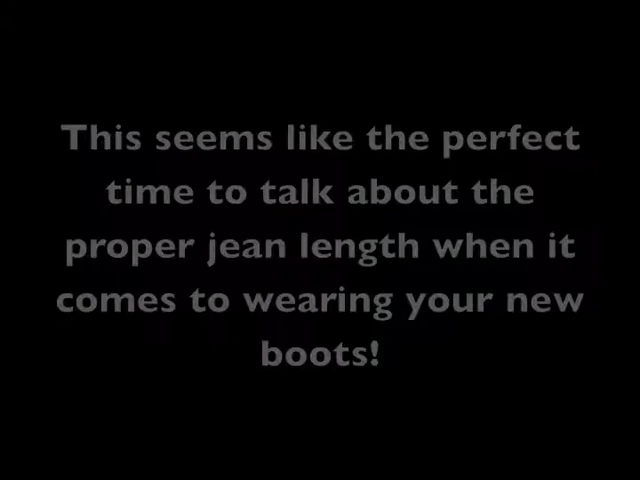 This seems like the perfect
time to talk about the
proper jean length when it
comes to wearing your new
boots!